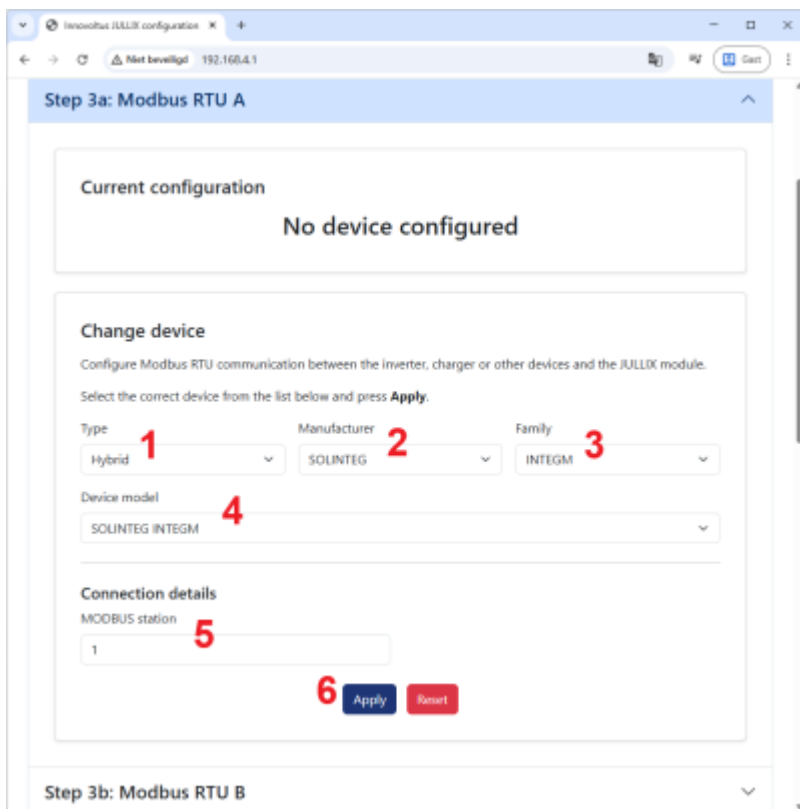 Innovoltus JULLIX configuration
Niet beveiligd 192.168.4.1 Gast
Step 3a: Modbus RTU A
Current configuration
No device configured
Change device
Configure Modbus RTU communication between the inverter, charger or other devices and the JULLIX module.
Select the correct device from the list below and press Apply.
Type 1 Manufacturer 2 Family 3
Hybrid SOLINTEG INTEGM
Device model 4
SOLINTEG INTEGM
Connection details
MODBUS station 5
1
6 Apply Reset
Step 3b: Modbus RTU B